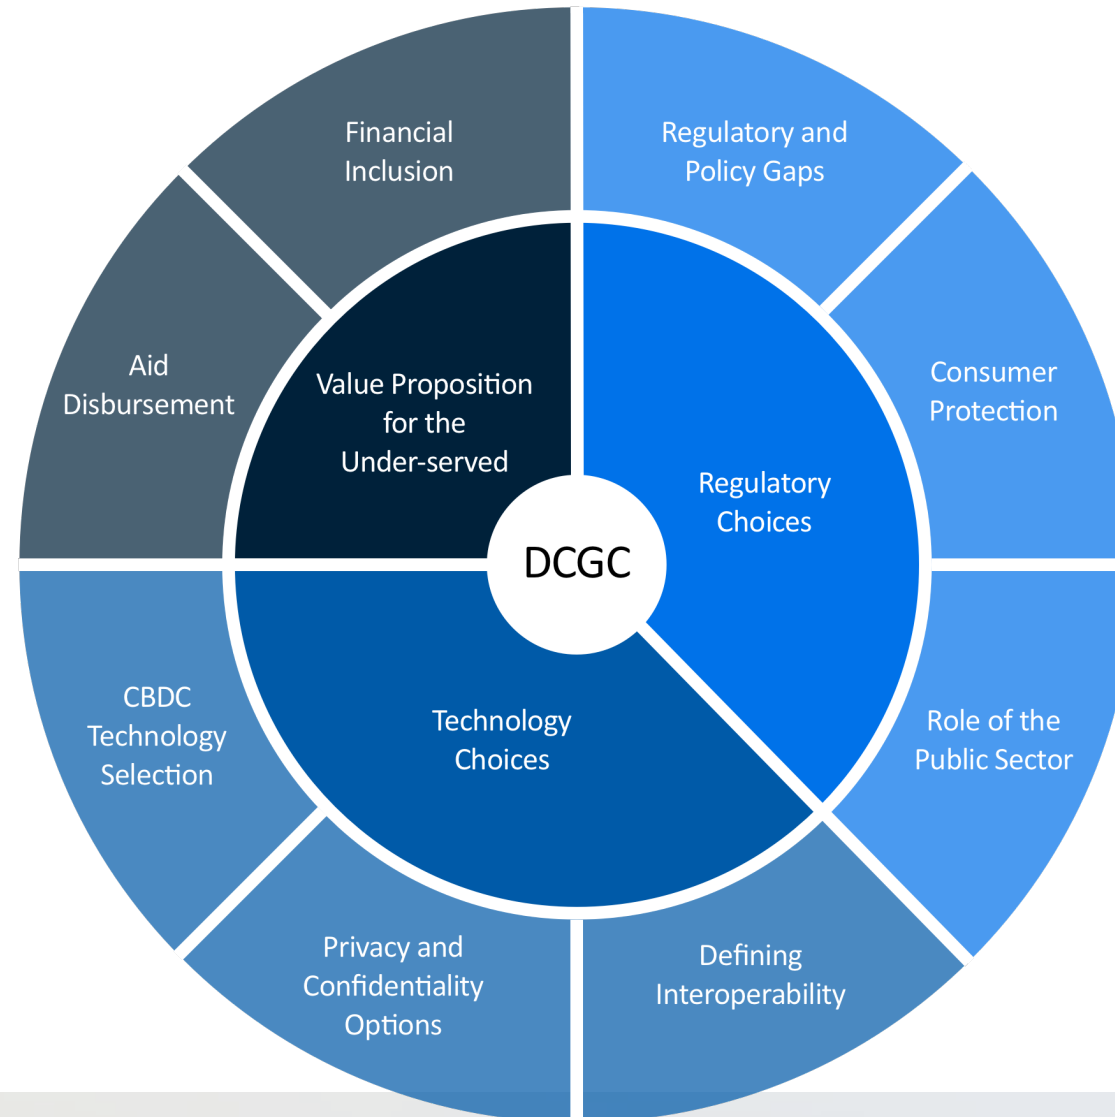 Financial
Inclusion
Regulatory and
Policy Gaps
Aid
Disbursement
Value Proposition
for the
Under-served
Consumer
Protection
Regulatory
Choices
DCGC
CBDC
Technology
Selection
Technology
Choices
Role of the
Public Sector
Privacy and
Confidentiality
Options
Defining
Interoperability